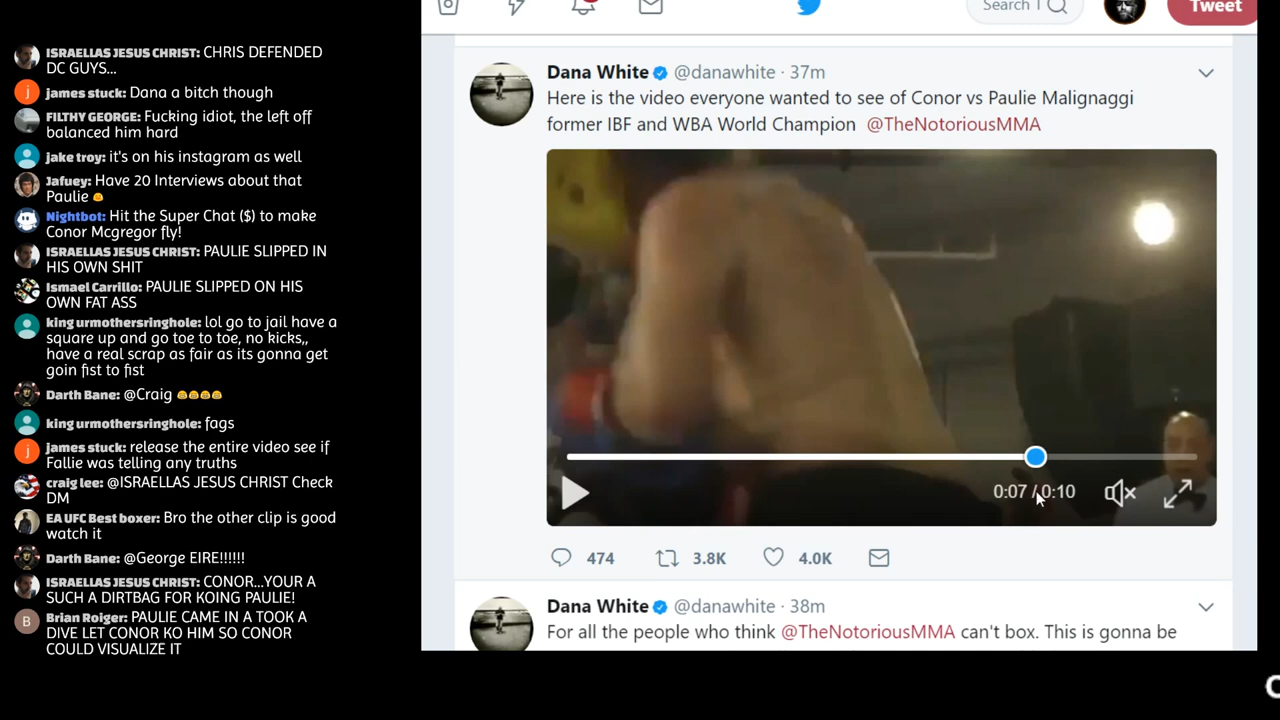 ISRAELLAS JESUS CHRIST: CHRIS DEFENDED
DC GUYS...
james stuck: Dana a bitch though
FILTHY GEORGE: Fucking idiot, the left off
balanced him hard
jake troy: it's on his instagram as well
Jafuey: Have 20 Interviews about that
Paulie
Nightbot: Hit the Super Chat ($) to make
Conor Mcgregor fly!
ISRAELLAS JESUS CHRIST: PAULIE SLIPPED IN
HIS OWN SHIT
Ismael Carrillo: PAULIE SLIPPED ON HIS
OWN FAT ASS
king urmothersringhole: lol go to jail have a
square up and go toe to toe, no kicks,,
have a real scrap as fair as its gonna get
goin fist to fist
Darth Bane: @Craig
king urmothersringhole: fags
james stuck: release the entire video see if
Fallie was telling any truths
craig lee: @ISRAELLAS JESUS CHRIST Check
DM
EA UFC Best boxer: Bro the other clip is good
watch it
Darth Bane: @George EIRE!!!!!!
ISRAELLAS JESUS CHRIST: CONOR...YOUR A
SUCH A DIRTBAG FOR KOING PAULIE!
Brian Roiger: PAULIE CAME IN A TOOK A
DIVE LET CONOR KO HIM SO CONOR
COULD VISUALIZE IT
Search
Tweet
Dana White @danawhite · 37m
Here is the video everyone wanted to see of Conor vs Paulie Malignaggi
former IBF and WBA World Champion @TheNotoriousMMA
0:07 / 0:10
474 3.8K 4.0K
Dana White @danawhite · 38m
For all the people who think @TheNotoriousMMA can't box. This is gonna be